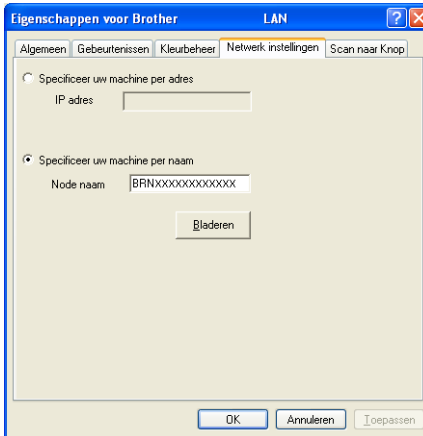 Eigenschappen voor Brother LAN
Algemeen Gebeurtenissen Kleurbeheer Netwerk instellingen Scan naar Knop
Specificeer uw machine per adres
IP adres
Specificeer uw machine per naam
Node naam BRNXXXXXXXXXXXX
Bladeren
OK Annuleren Toepassen